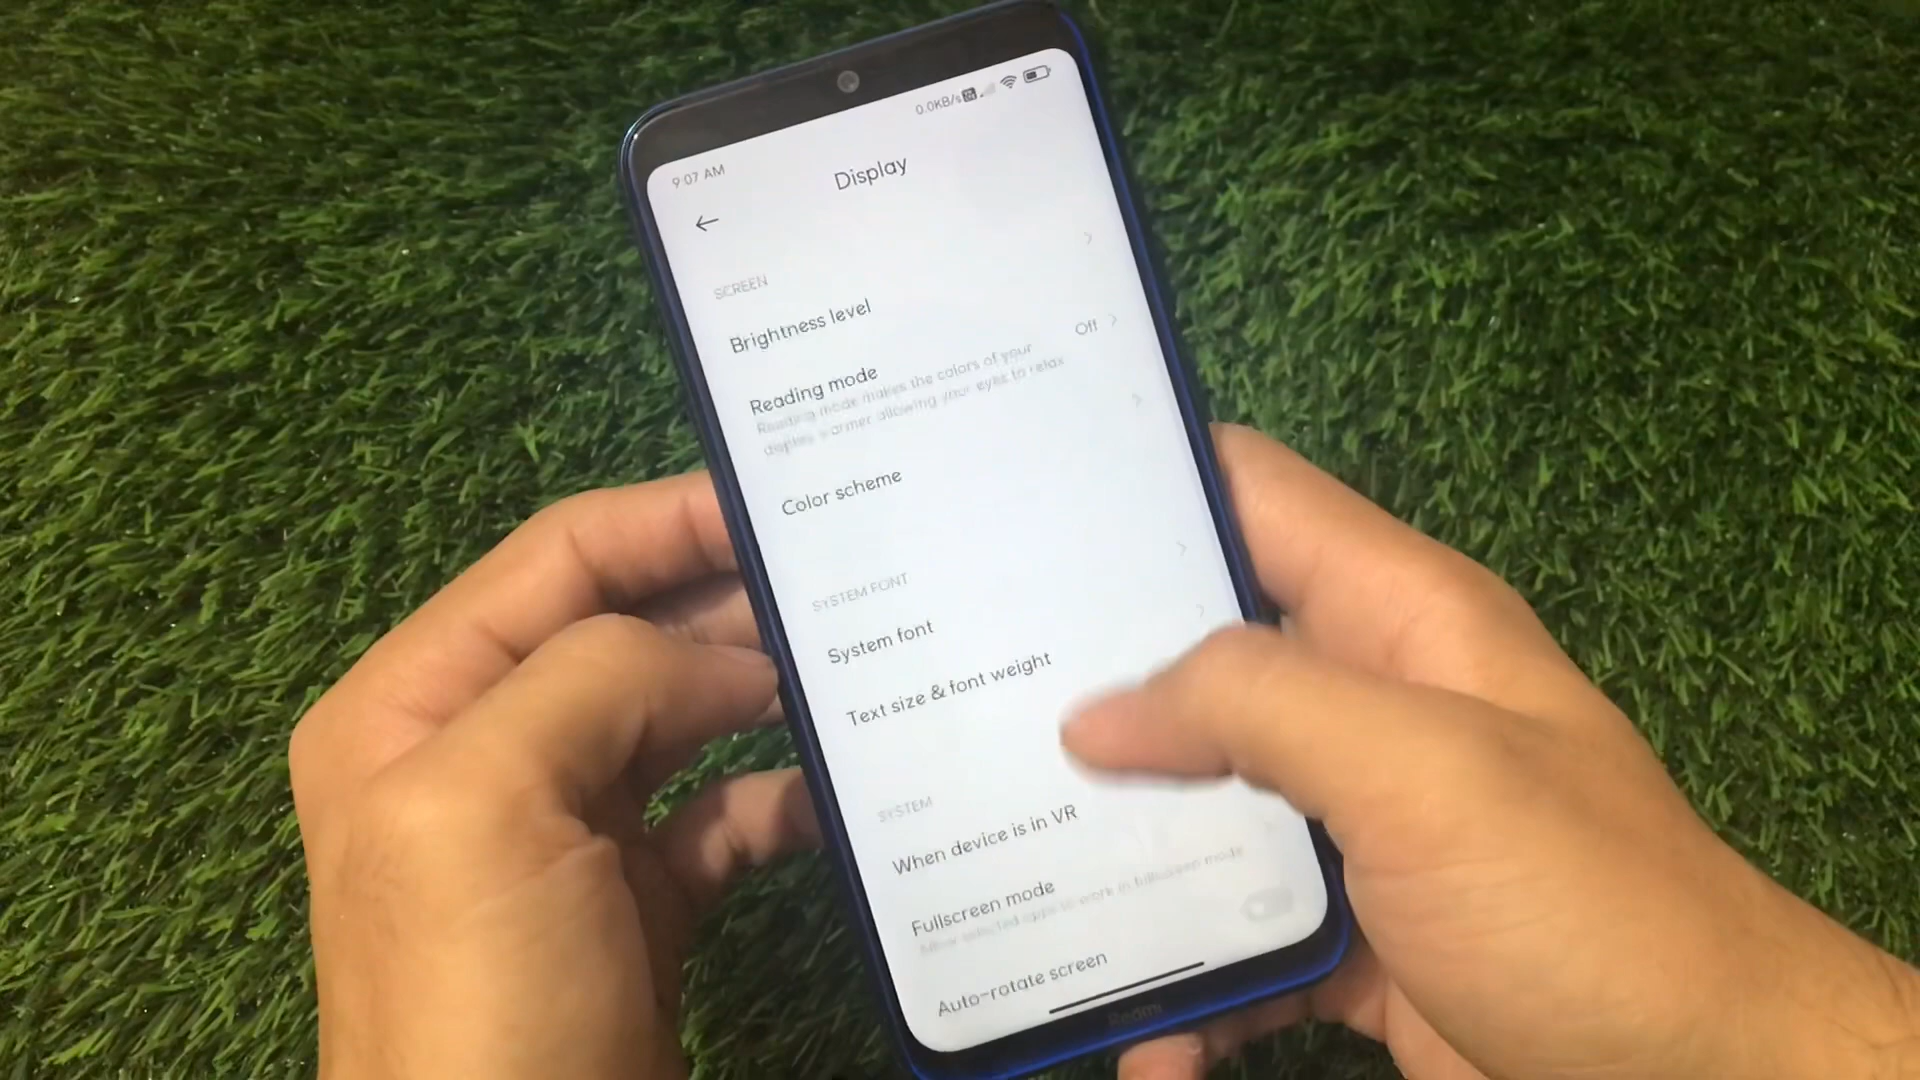 9:07 AM
0.0KB/s
Display
SCREEN
Brightness level
Reading mode
Off
Reading mode makes the colors of your
display warmer allowing your eyes to relax
Color scheme
SYSTEM FONT
System font
Text size & font weight
SYSTEM
When device is in VR
Fullscreen mode
Allow selected apps to work in fullscreen mode
Auto-rotate screen
Redmi